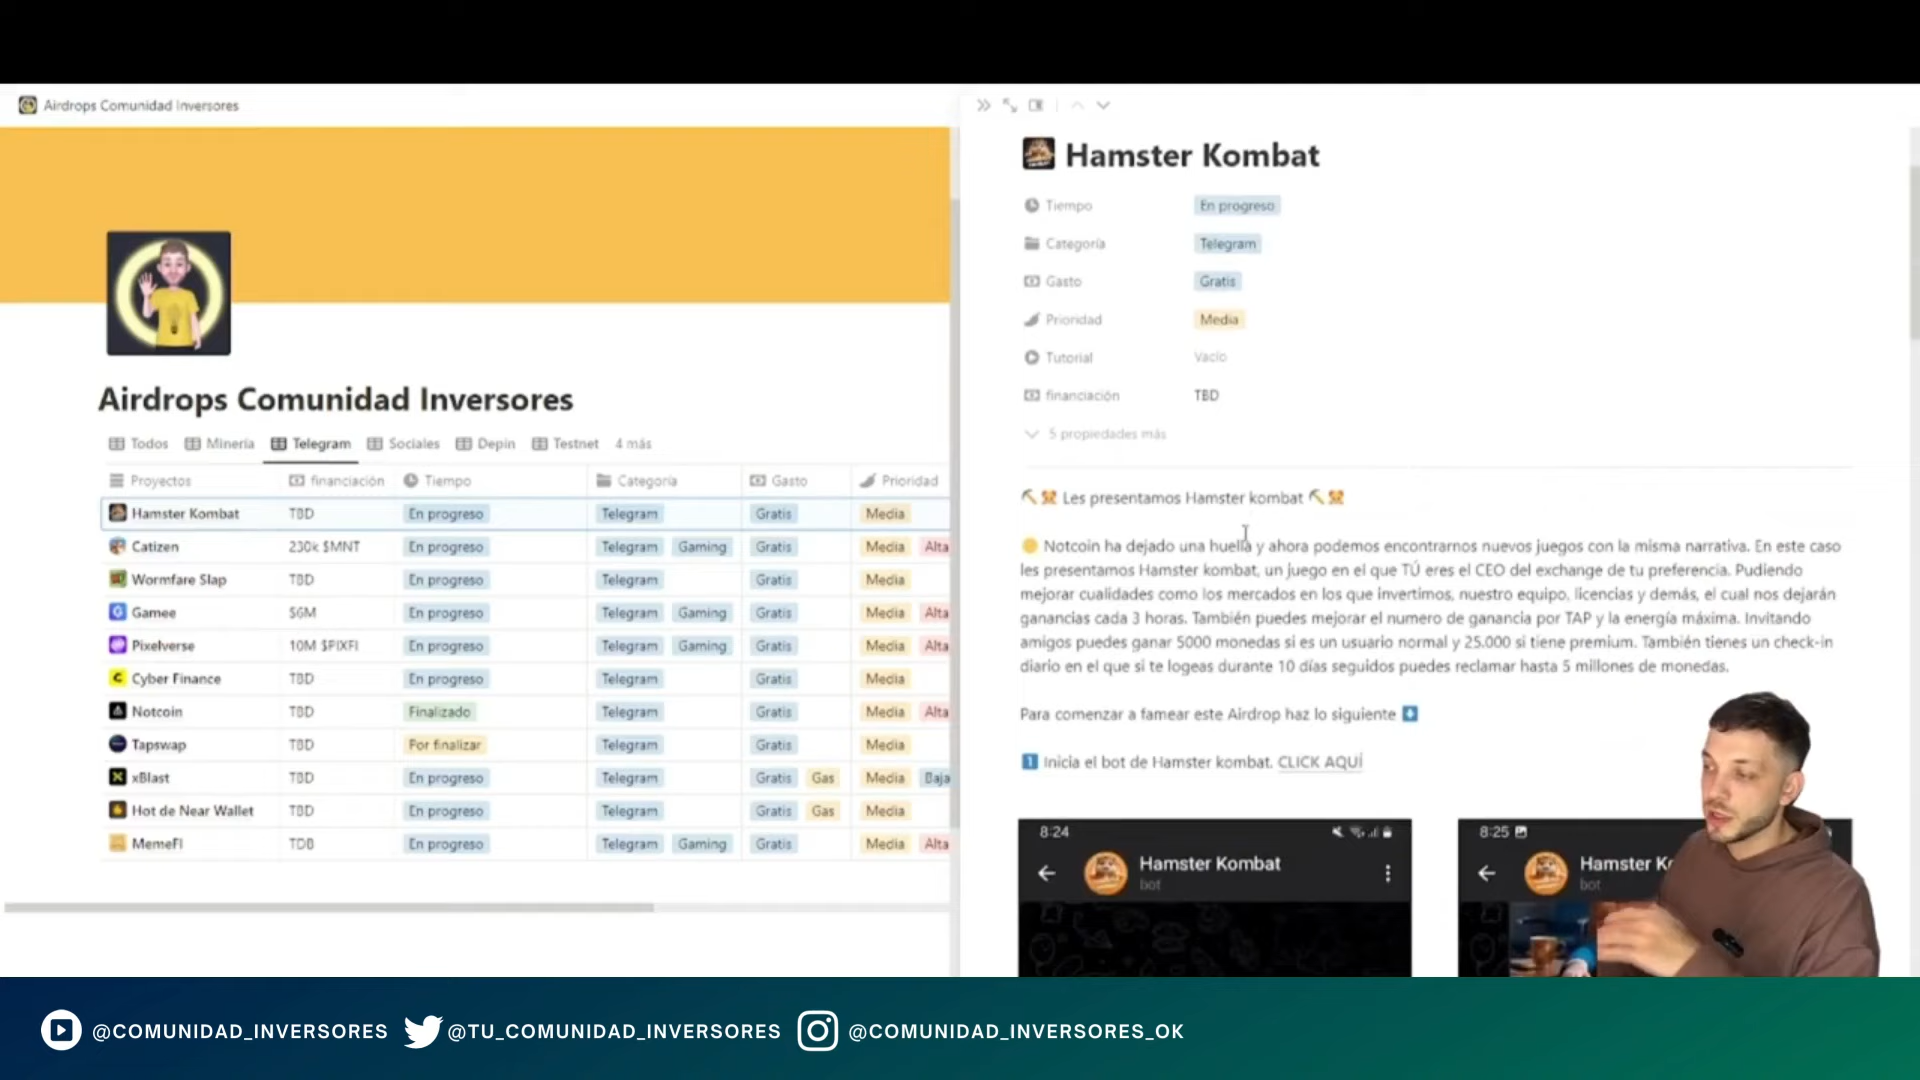 Airdrops Comunidad Inversores
Airdrops Comunidad Inversores
Todos Minería Telegram Sociales Depin Testnet 4 más
Proyectos financiación Tiempo Categoría Gasto Prioridad
Hamster Kombat TBD En progreso Telegram Gratis Media
Catizen 230k $MNT En progreso Telegram Gaming Gratis Media Alta
Wormfare Slap TBD En progreso Telegram Gratis Media
Gamee $6M En progreso Telegram Gaming Gratis Media Alta
Pixelverse 10M $PIXFI En progreso Telegram Gaming Gratis Media Alta
Cyber Finance TBD En progreso Telegram Gratis Media
Notcoin TBD Finalizado Telegram Gratis Media Alta
Tapswap TBD Por finalizar Telegram Gratis Media
xBlast TBD En progreso Telegram Gratis Gas Media Baja
Hot de Near Wallet TBD En progreso Telegram Gratis Gas Media
MemeFI TDB En progreso Telegram Gaming Gratis Media Alta
Hamster Kombat
Tiempo En progreso
Categoría Telegram
Gasto Gratis
Prioridad Media
Tutorial Vacío
financiación TBD
5 propiedades más
Les presentamos Hamster kombat
Notcoin ha dejado una huella y ahora podemos encontrarnos nuevos juegos con la misma narrativa. En este caso
les presentamos Hamster kombat, un juego en el que TÚ eres el CEO del exchange de tu preferencia. Pudiendo
mejorar cualidades como los mercados en los que invertimos, nuestro equipo, licencias y demás, el cual nos dejarán
ganancias cada 3 horas. También puedes mejorar el numero de ganancia por TAP y la energía máxima. Invitando
amigos puedes ganar 5000 monedas si es un usuario normal y 25.000 si tiene premium. También tienes un check-in
diario en el que si te logeas durante 10 días seguidos puedes reclamar hasta 5 millones de monedas.
Para comenzar a famear este Airdrop haz lo siguiente
1 Inicia el bot de Hamster kombat. CLICK AQUÍ
8:24
Hamster Kombat
bot
8:25
Hamster Ko
bot
@COMUNIDAD_INVERSORES @TU_COMUNIDAD_INVERSORES @COMUNIDAD_INVERSORES_OK